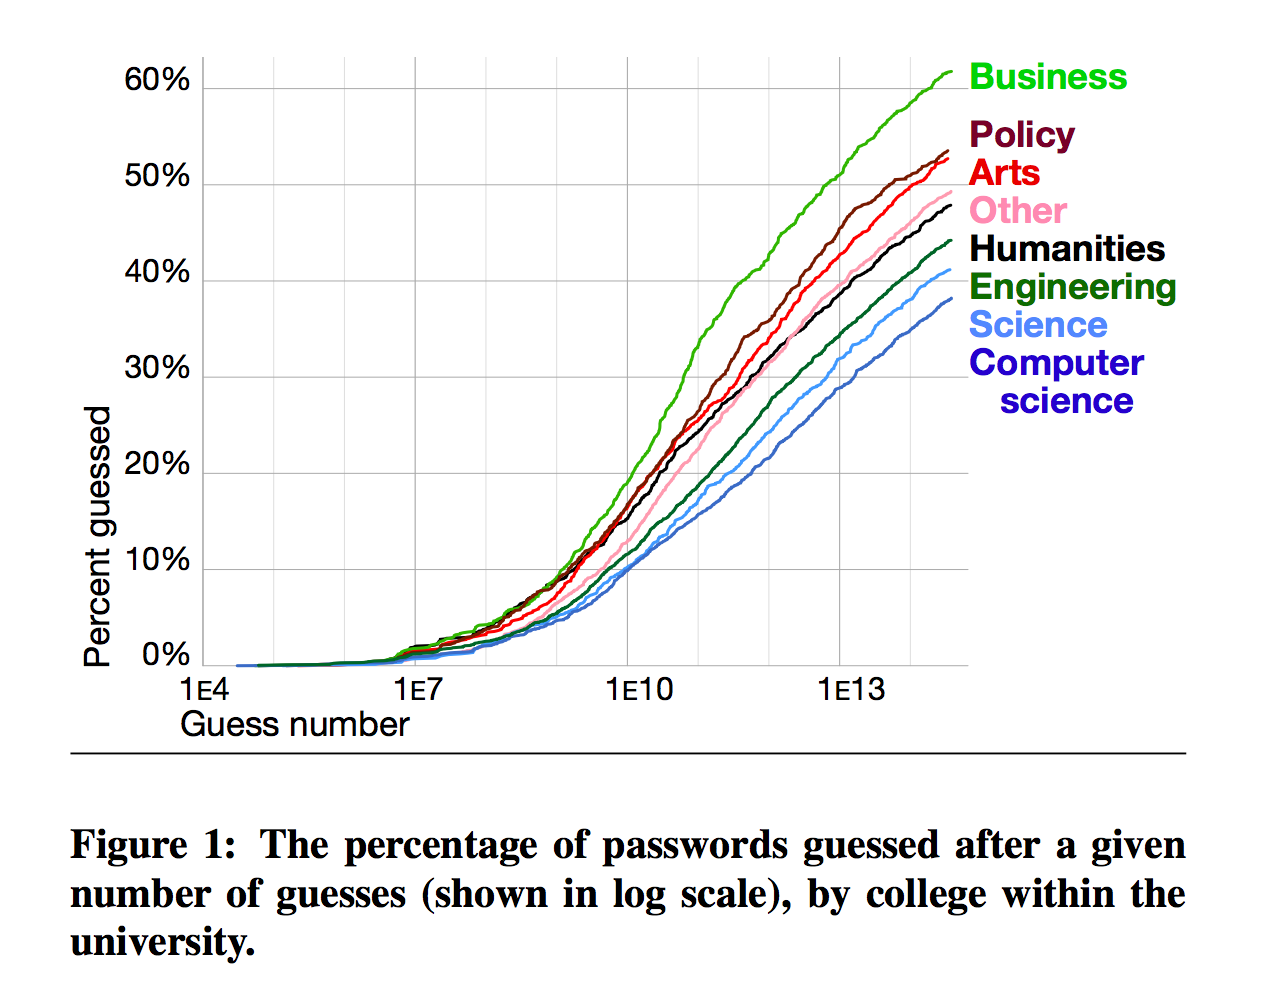 60%
50%
40%
30%
20%
10%
0%
Percent guessed
1E4
1E7
1E10
1E13
Guess number
Business
Policy
Arts
Other
Humanities
Engineering
Science
Computer
science
Figure 1: The percentage of passwords guessed after a given
number of guesses (shown in log scale), by college within the
university.